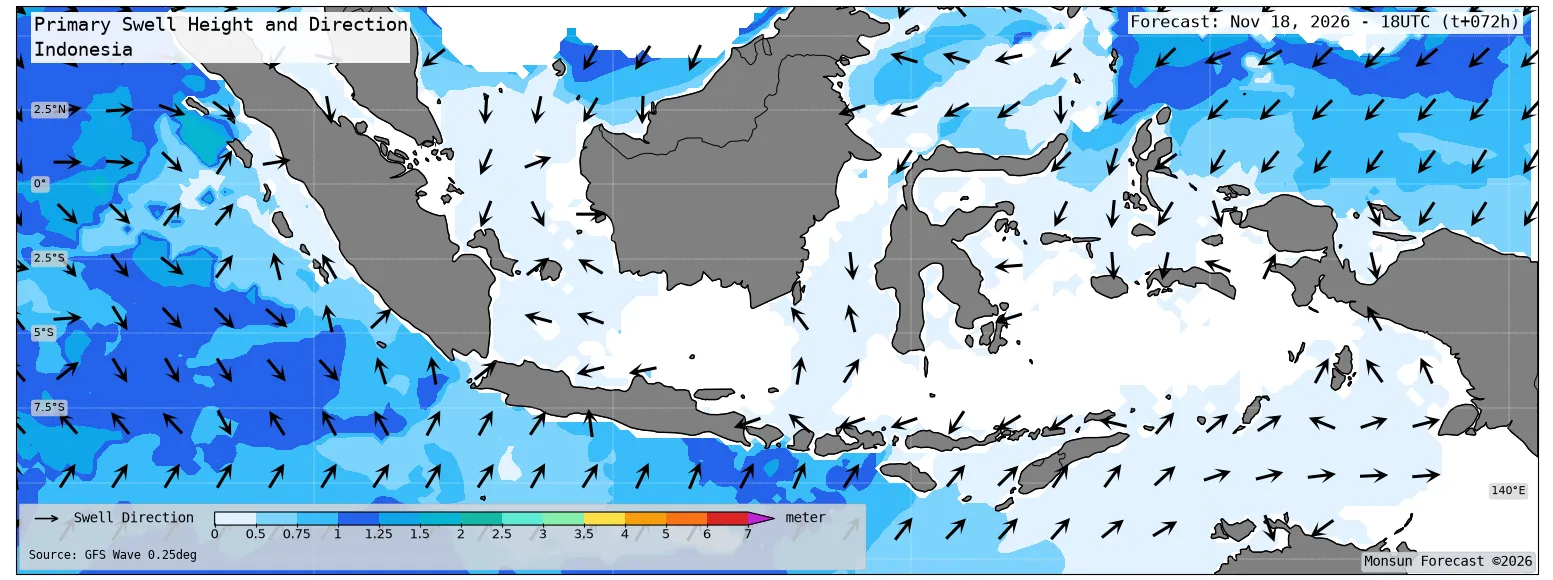 Primary Swell Height and Direction
Indonesia
Forecast: Nov 18, 2026 - 18UTC (t+072h)
2.5°N
0°
2.5°S
5°S
7.5°S
140°E
Swell Direction
meter
0 0.5 0.75 1 1.25 1.5 2 2.5 3 3.5 4 5 6 7
Source: GFS Wave 0.25deg
Monsun Forecast ©2026